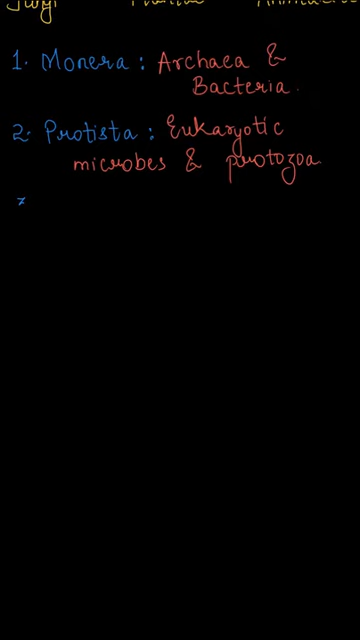 1. Monera : Archaea &
Bacteria.
2. Protista : Eukaryotic
microbes & protozoa